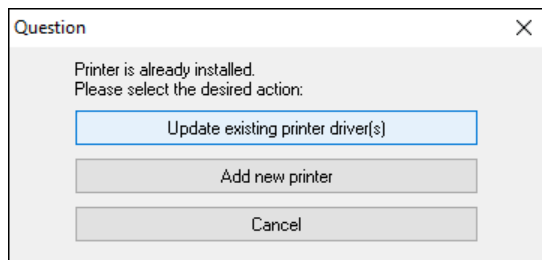 Question
Printer is already installed.
Please select the desired action:
Update existing printer driver(s)
Add new printer
Cancel